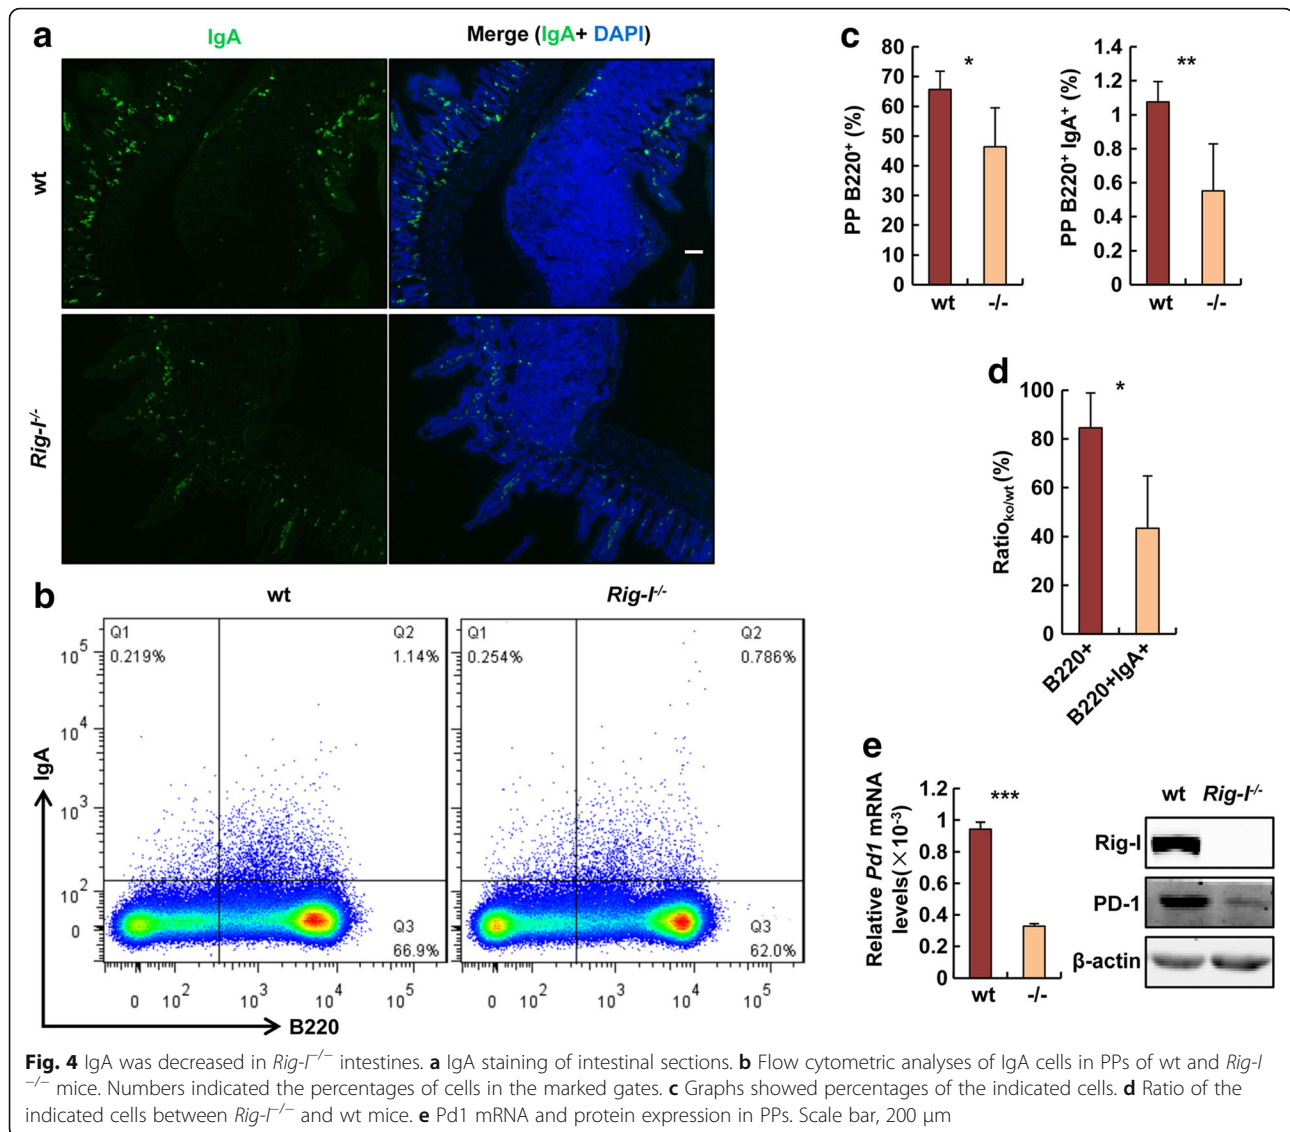 a
IgA
Merge (IgA+ DAPI)
wt
Rig-I-/-
b
wt
Rig-I-/-
Q1
0.219%
Q2
1.14%
Q3
66.9%
Q1
0.254%
Q2
0.786%
Q3
62.0%
10^5
10^4
10^3
10^2
0
IgA
0 10^2 10^3 10^4 10^5
0 10^2 10^3 10^4 10^5
B220
c
PP B220+ (%)
80
70
60
50
40
30
20
10
0
*
wt -/-
PP B220+ IgA+ (%)
1.4
1.2
1
0.8
0.6
0.4
0.2
0
**
wt -/-
d
Ratio ko/wt (%)
100
80
60
40
20
0
*
B220+
B220+IgA+
e
Relative Pd1 mRNA
levels(×10-3)
1.2
1
0.8
0.6
0.4
0.2
0
***
wt -/-
wt Rig-I-/-
Rig-I
PD-1
β-actin
Fig. 4 IgA was decreased in Rig-I−/− intestines. a IgA staining of intestinal sections. b Flow cytometric analyses of IgA cells in PPs of wt and Rig-I
−/− mice. Numbers indicated the percentages of cells in the marked gates. c Graphs showed percentages of the indicated cells. d Ratio of the
indicated cells between Rig-I−/− and wt mice. e Pd1 mRNA and protein expression in PPs. Scale bar, 200 μm